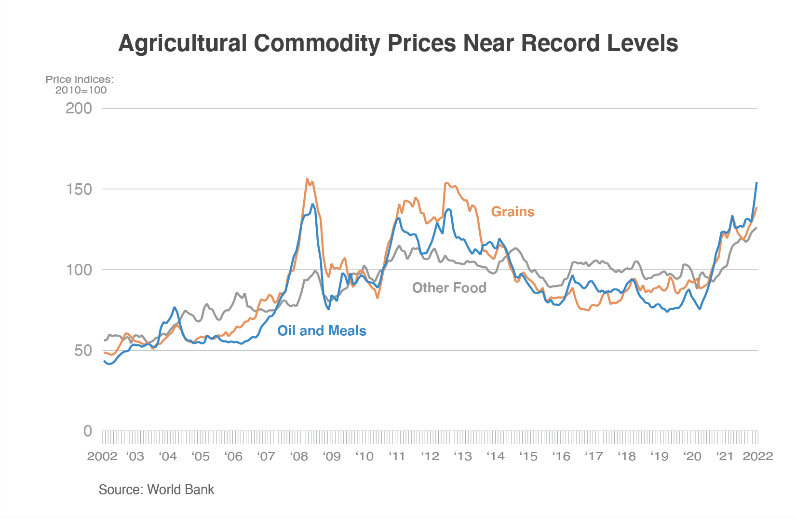 Agricultural Commodity Prices Near Record Levels
Price indices:
2010=100
200
150
100
50
0
Grains
Other Food
Oil and Meals
2002 ‘03 ‘04 ‘05 ‘06 ‘07 ‘08 ‘09 ‘10 ‘11 ‘12 ‘13 ‘14 ‘15 ‘16 ‘17 ‘18 ‘19 ‘20 ‘21 2022
Source: World Bank